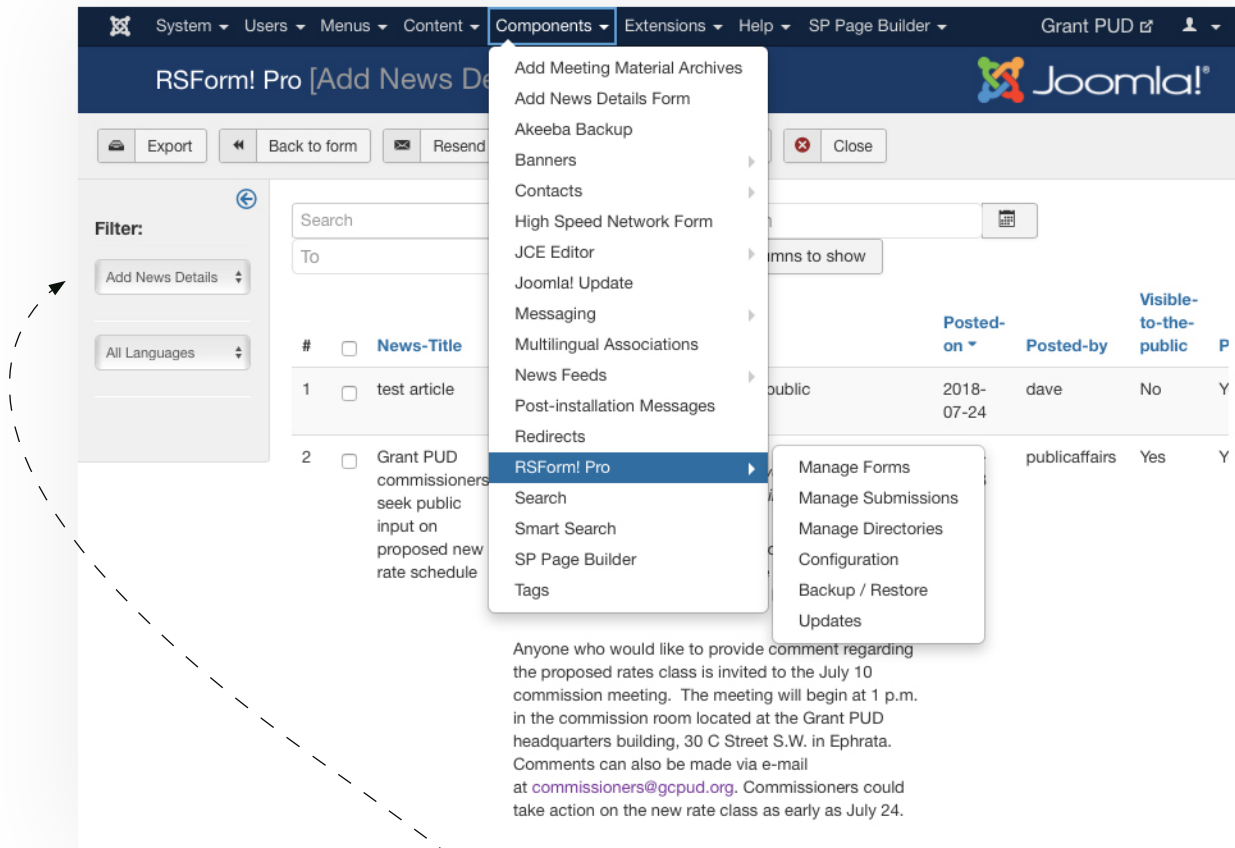 System Users Menus Content Components Extensions Help SP Page Builder Grant PUD
RSForm! Pro [Add News De
Joomla!®
Export Back to form Resend Close
Filter:
Add News Details
All Languages
Search
To
mns to show
Add Meeting Material Archives
Add News Details Form
Akeeba Backup
Banners
Contacts
High Speed Network Form
JCE Editor
Joomla! Update
Messaging
Multilingual Associations
News Feeds
Post-installation Messages
Redirects
RSForm! Pro
Search
Smart Search
SP Page Builder
Tags
Manage Forms
Manage Submissions
Manage Directories
Configuration
Backup / Restore
Updates
# News-Title Posted-on Posted-by Visible-to-the-public P
1 test article public 2018-07-24 dave No Y
2 Grant PUD publicaffairs Yes Y
commissioners
seek public
input on
proposed new
rate schedule
Anyone who would like to provide comment regarding
the proposed rates class is invited to the July 10
commission meeting. The meeting will begin at 1 p.m.
in the commission room located at the Grant PUD
headquarters building, 30 C Street S.W. in Ephrata.
Comments can also be made via e-mail
at commissioners@gcpud.org. Commissioners could
take action on the new rate class as early as July 24.